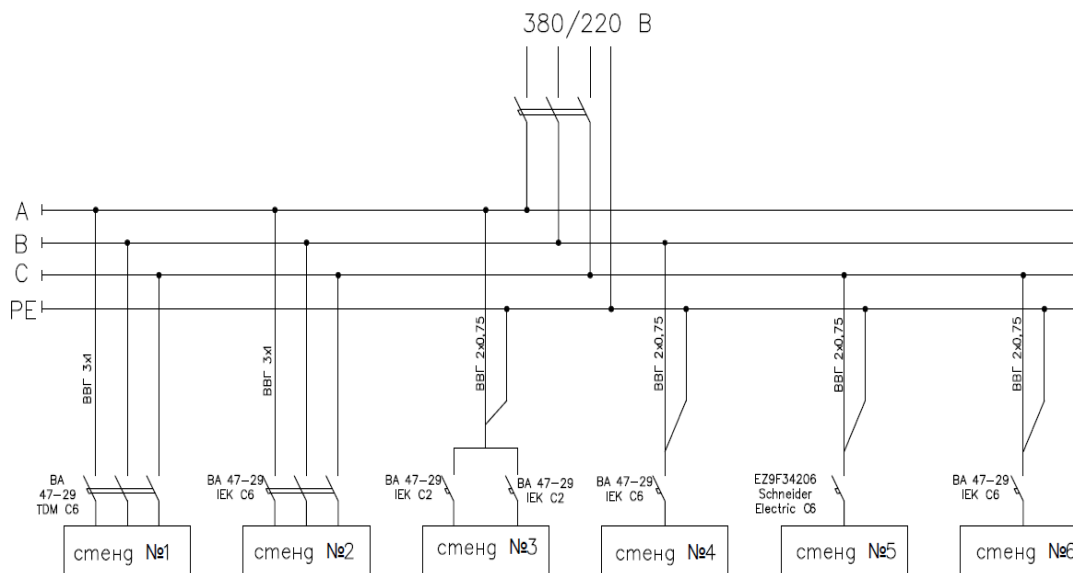 380/220 В
A
B
C
PE
ВВГ 3х1
ВВГ 3х1
ВВГ 2х0,75
ВВГ 2х0,75
ВВГ 2х0,75
ВВГ 2х0,75
ВА
47-29
TDM C6
ВА 47-29
IEK C6
ВА 47-29
IEK C2
ВА 47-29
IEK C2
ВА 47-29
IEK C6
EZ9F34206
Schneider
Electric C6
ВА 47-29
IEK C6
стенд №1
стенд №2
стенд №3
стенд №4
стенд №5
стенд №6